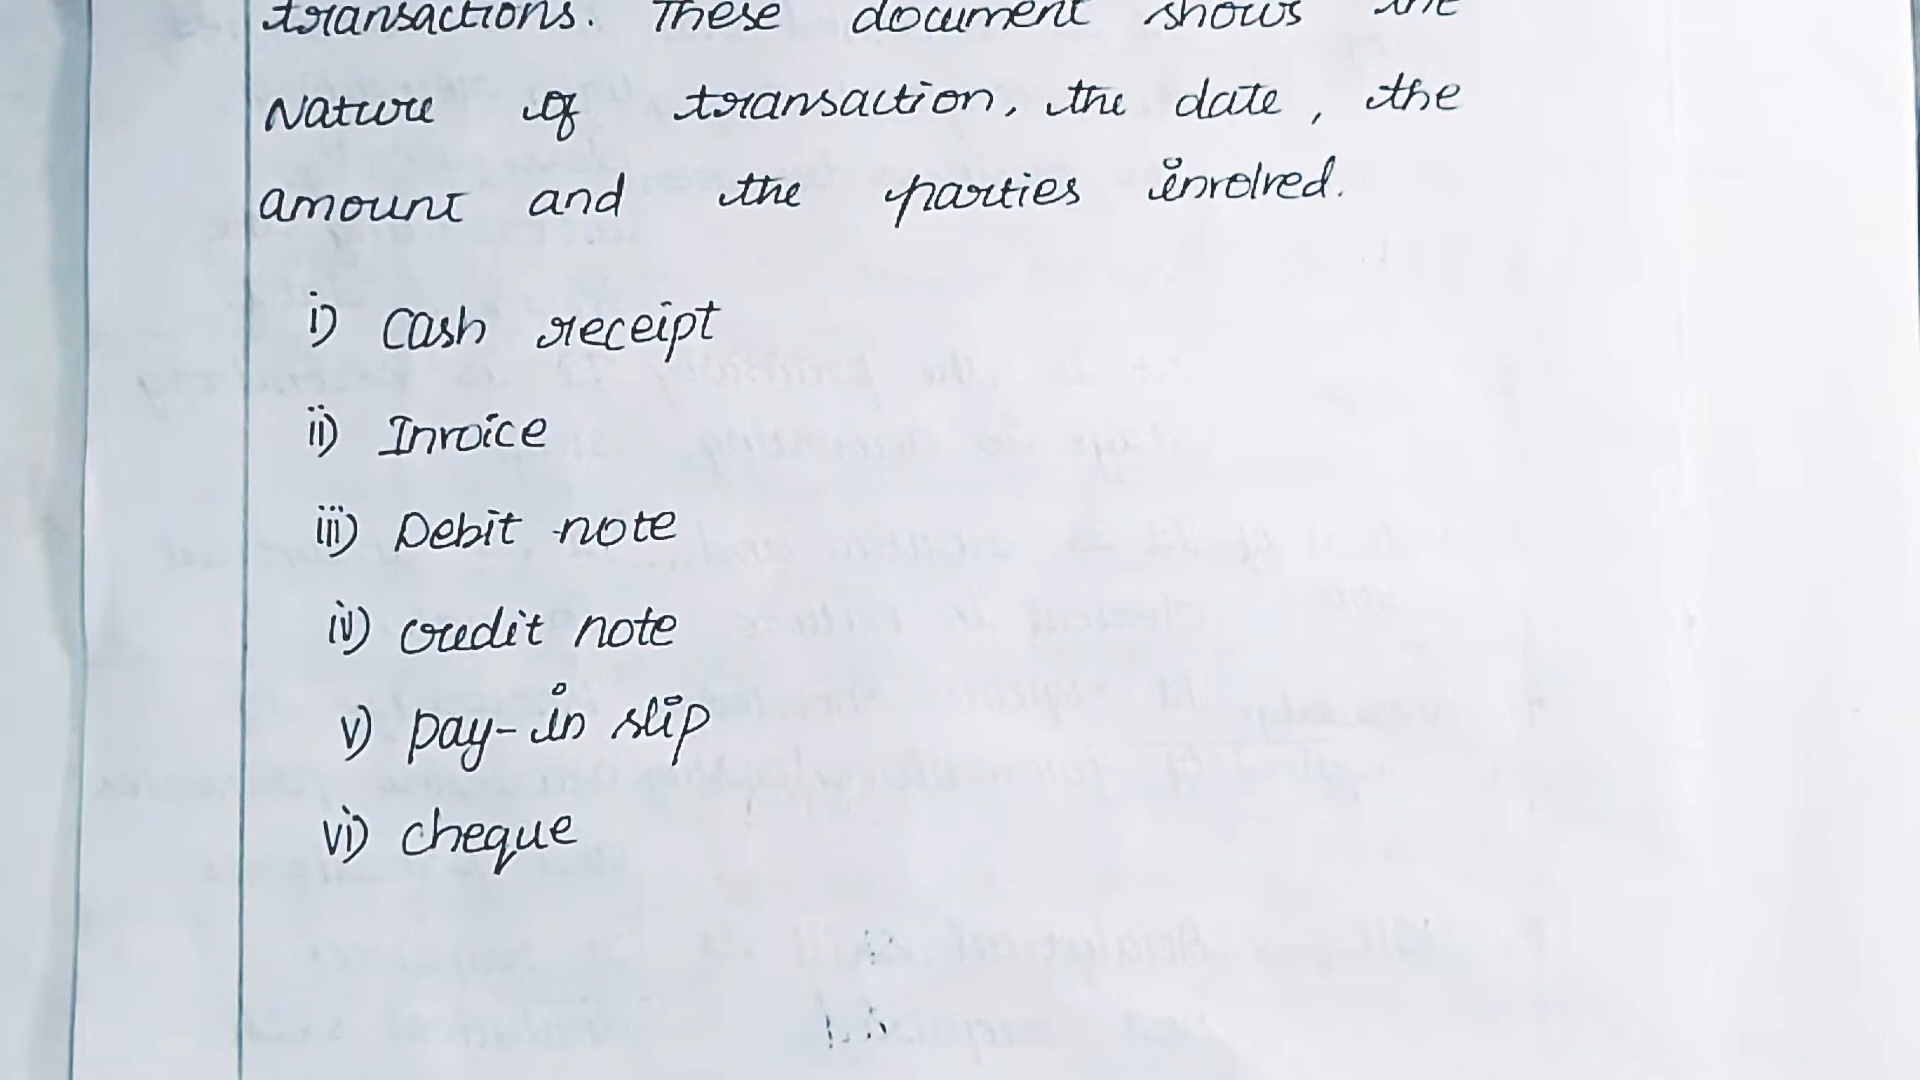 transactions. These document shows the
Nature of transaction, the date, the
amount and the parties involved.
i) Cash receipt
ii) Invoice
iii) Debit note
iv) credit note
v) pay-in slip
vi) cheque